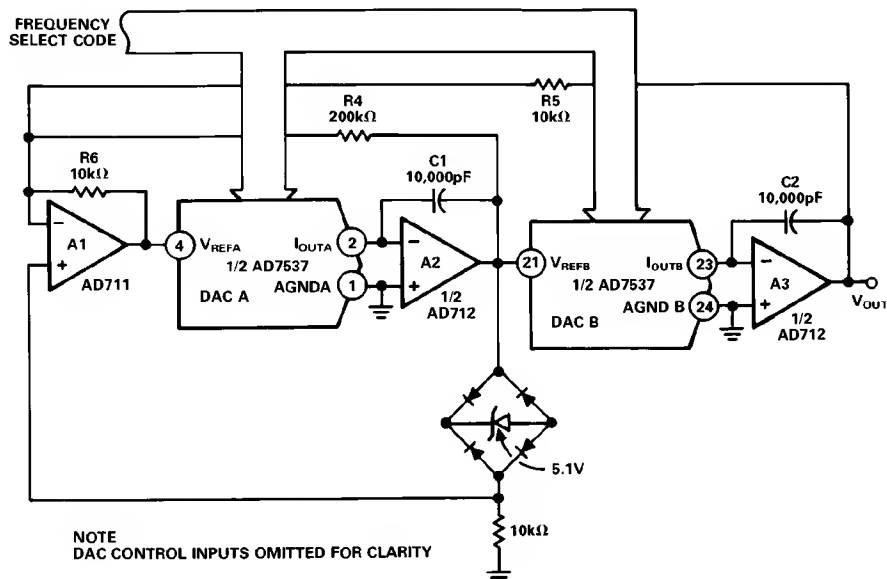 FREQUENCY
SELECT CODE
R4
200kΩ
R5
10kΩ
R6
10kΩ
C1
10,000pF
C2
10,000pF
−
A1
+
AD711
4
VREFA
IOUTA
2
1/2 AD7537
AGNDA
1
DAC A
−
A2
+
1/2
AD712
21
VREFB
IOUTB
23
1/2 AD7537
AGND B
24
DAC B
−
A3
+
1/2
AD712
VOUT
5.1V
10kΩ
NOTE
DAC CONTROL INPUTS OMITTED FOR CLARITY